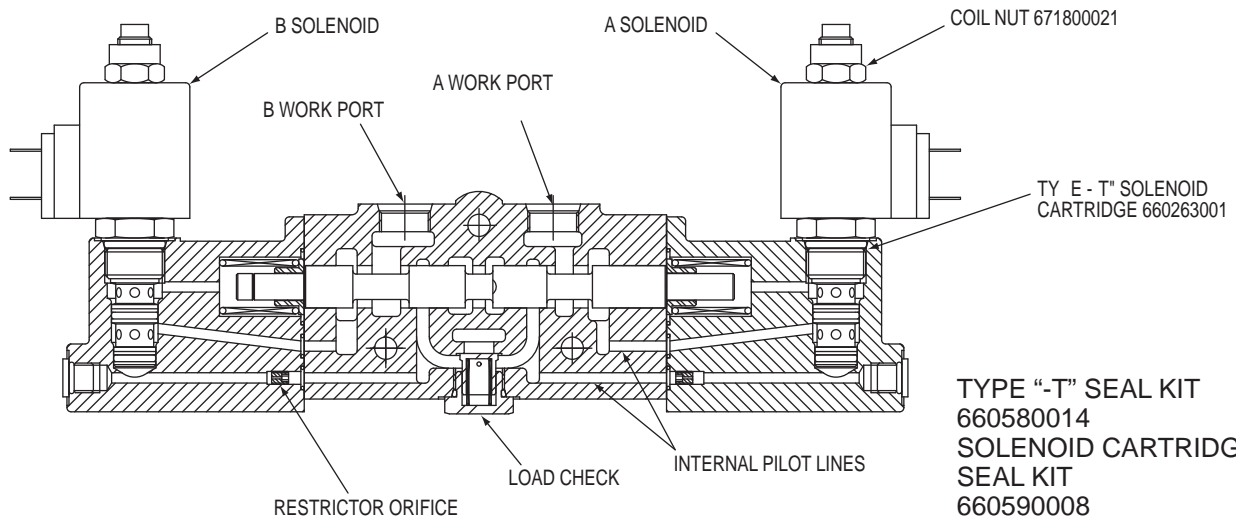 COIL NUT 671800021
B SOLENOID
A SOLENOID
A WORK PORT
B WORK PORT
TY E - T" SOLENOID
CARTRIDGE 660263001
TYPE “-T” SEAL KIT
660580014
SOLENOID CARTRIDG
SEAL KIT
660590008
INTERNAL PILOT LINES
LOAD CHECK
RESTRICTOR ORIFICE